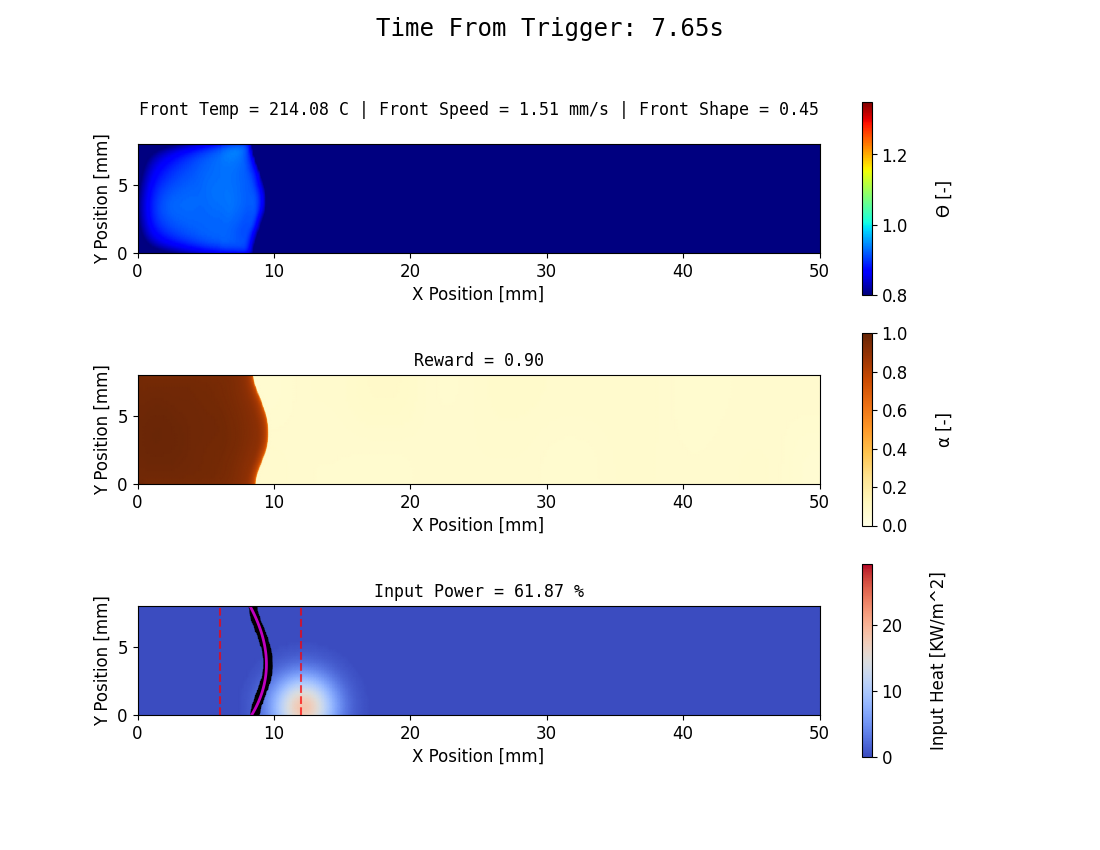 Time From Trigger: 7.65s
Front Temp = 214.08 C | Front Speed = 1.51 mm/s | Front Shape = 0.45
Y Position [mm]
5
0
0 10 20 30 40 50
X Position [mm]
1.2
1.0
0.8
Θ [-]
Reward = 0.90
Y Position [mm]
5
0
0 10 20 30 40 50
X Position [mm]
1.0
0.8
0.6
0.4
0.2
0.0
α [-]
Input Power = 61.87 %
Y Position [mm]
5
0
0 10 20 30 40 50
X Position [mm]
20
10
0
Input Heat [KW/m^2]